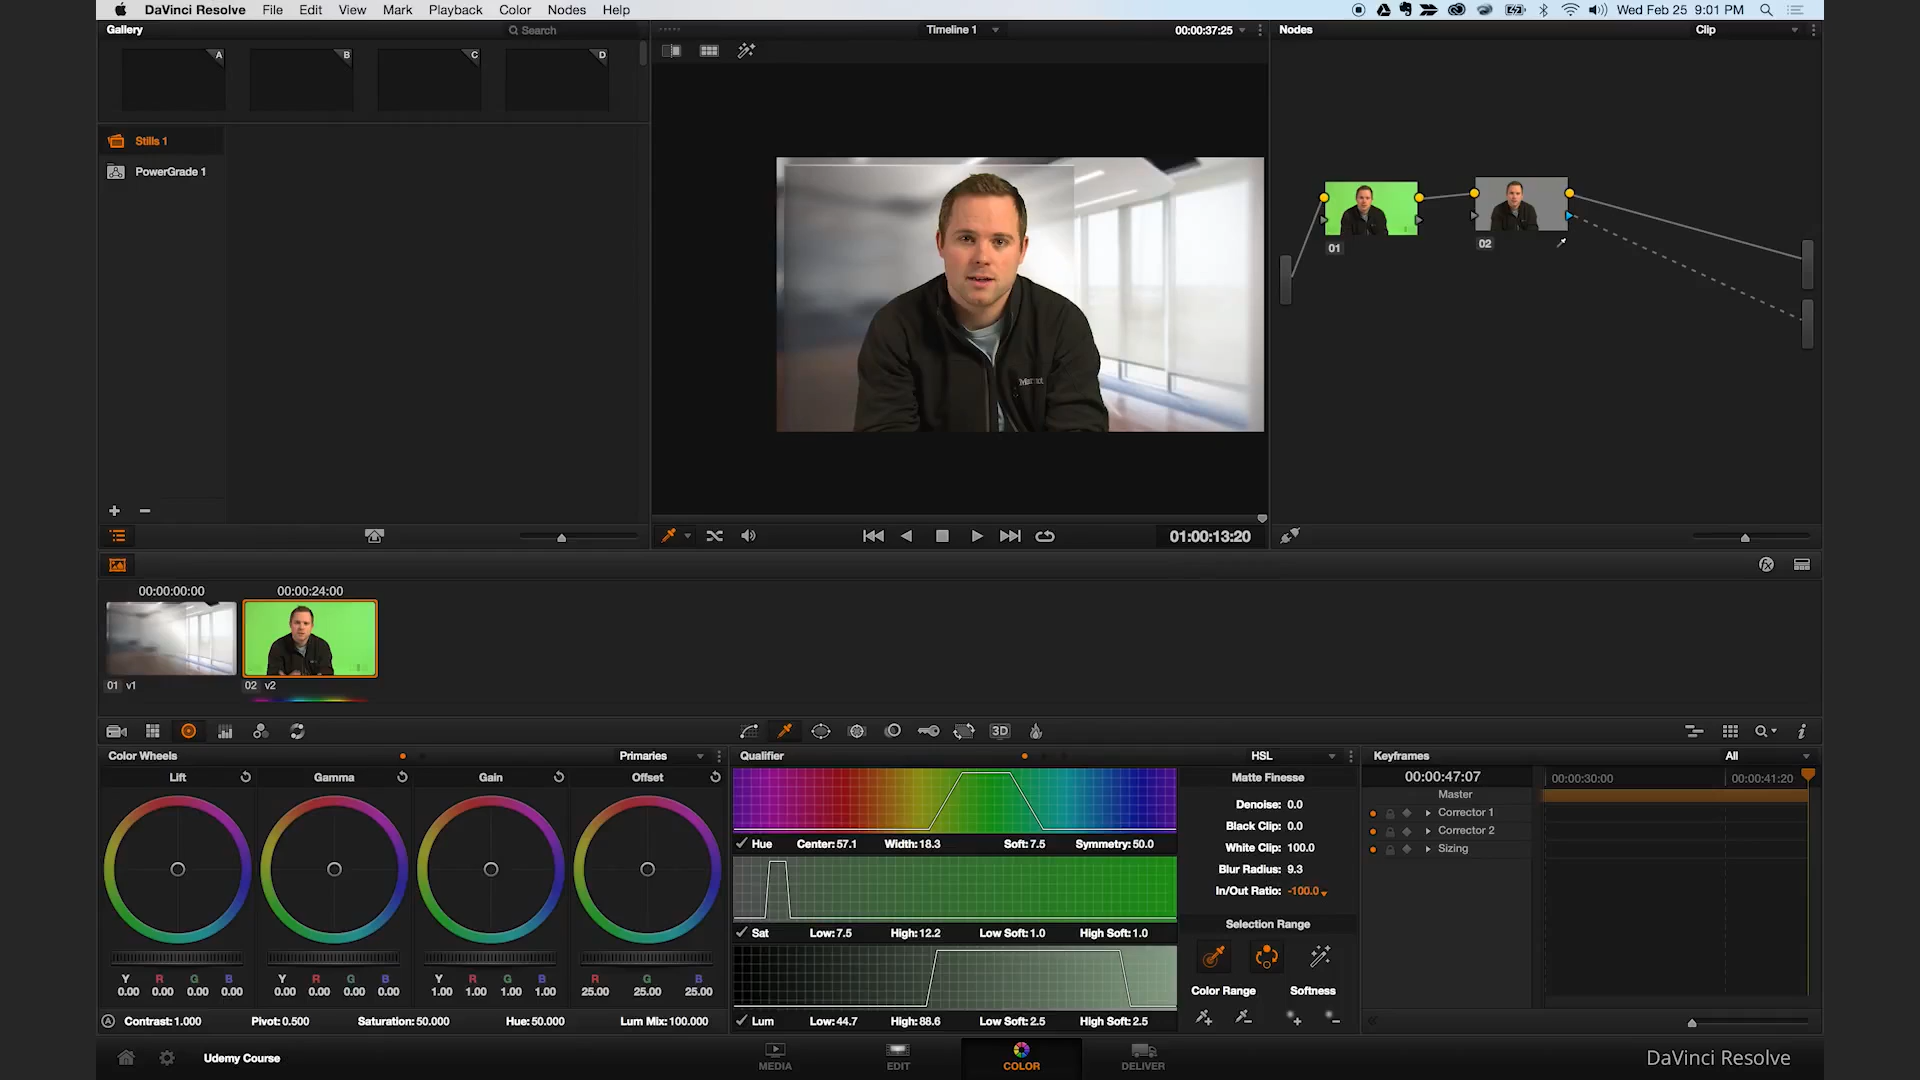 DaVinci Resolve File Edit View Mark Playback Color Nodes Help Wed Feb 25 9:01 PM
Gallery Search Timeline 1 00:00:37:25 Nodes Clip
A B C D
Stills 1
PowerGrade 1
01 02
01:00:13:20
00:00:00:00 00:00:24:00
01 v1 02 v2
3D
Color Wheels Primaries Qualifier HSL Keyframes All
Lift Gamma Gain Offset Matte Finesse 00:00:47:07 00:00:30:00 00:00:41:20
Master
Denoise: 0.0 Corrector 1
Black Clip: 0.0 Corrector 2
Hue Center: 57.1 Width: 18.3 Soft: 7.5 Symmetry: 50.0 White Clip: 100.0 Sizing
Blur Radius: 9.3
In/Out Ratio: -100.0
Selection Range
Sat Low: 7.5 High: 12.2 Low Soft: 1.0 High Soft: 1.0
Y R G B Y R G B Y R G B R G B
0.00 0.00 0.00 0.00 0.00 0.00 0.00 0.00 1.00 1.00 1.00 1.00 25.00 25.00 25.00 Color Range Softness
A Contrast: 1.000 Pivot: 0.500 Saturation: 50.000 Hue: 50.000 Lum Mix: 100.000 Lum Low: 44.7 High: 88.6 Low Soft: 2.5 High Soft: 2.5
Udemy Course MEDIA EDIT COLOR DELIVER DaVinci Resolve